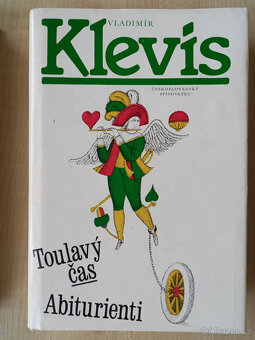 VLADIMÍR
Klevis
ČESKOSLOVENSKÝ
SPISOVATEL
Toulavý
čas
Abiturienti